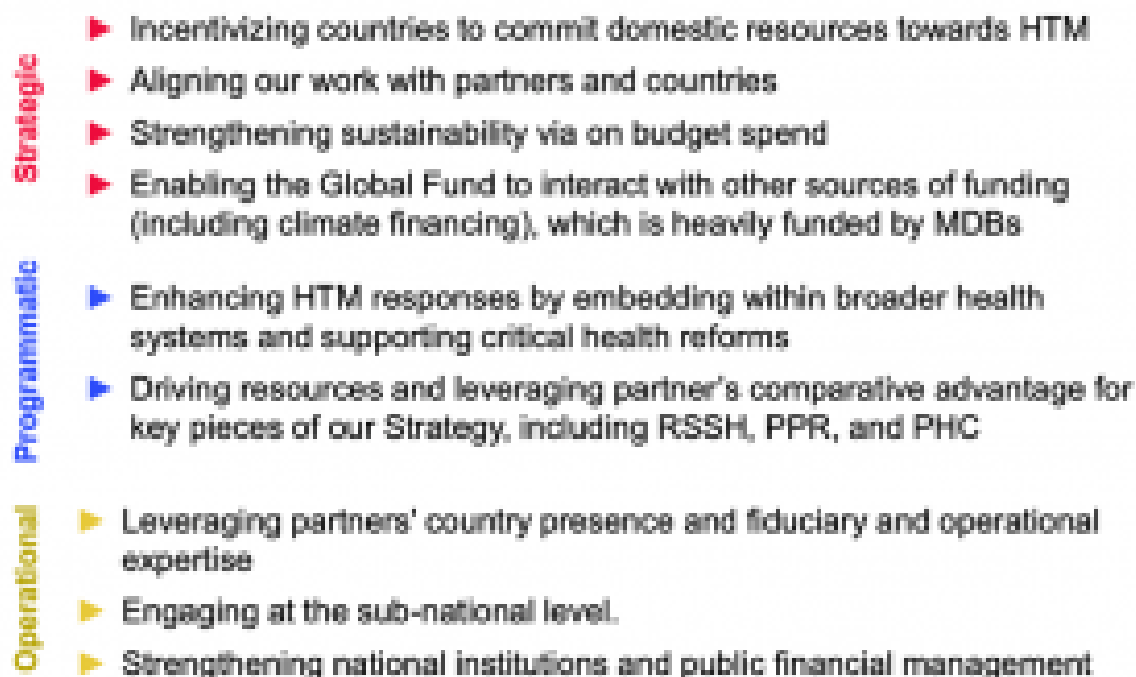 Strategic
Incentivizing countries to commit domestic resources towards HTM
Aligning our work with partners and countries
Strengthening sustainability via on budget spend
Enabling the Global Fund to interact with other sources of funding
(including climate financing), which is heavily funded by MDBs
Programmatic
Enhancing HTM responses by embedding within broader health
systems and supporting critical health reforms
Driving resources and leveraging partner's comparative advantage for
key pieces of our Strategy, including RSSH, PPR, and PHC
Operational
Leveraging partners' country presence and fiduciary and operational
expertise
Engaging at the sub-national level.
Strengthening national institutions and public financial management